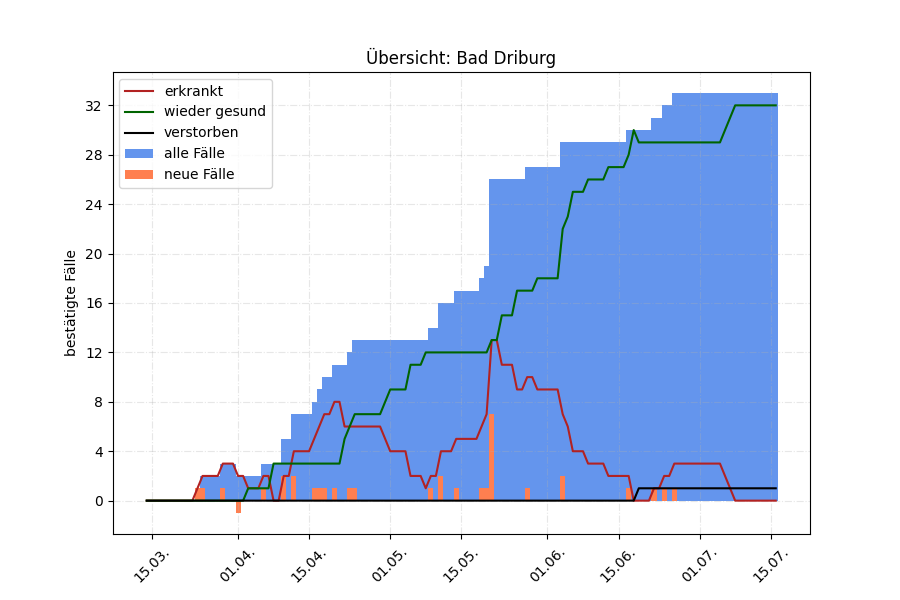 Übersicht: Bad Driburg
erkrankt
wieder gesund
verstorben
alle Fälle
neue Fälle
bestätigte Fälle
32
28
24
20
16
12
8
4
0
15.03.
01.04.
15.04.
01.05.
15.05.
01.06.
15.06.
01.07.
15.07.